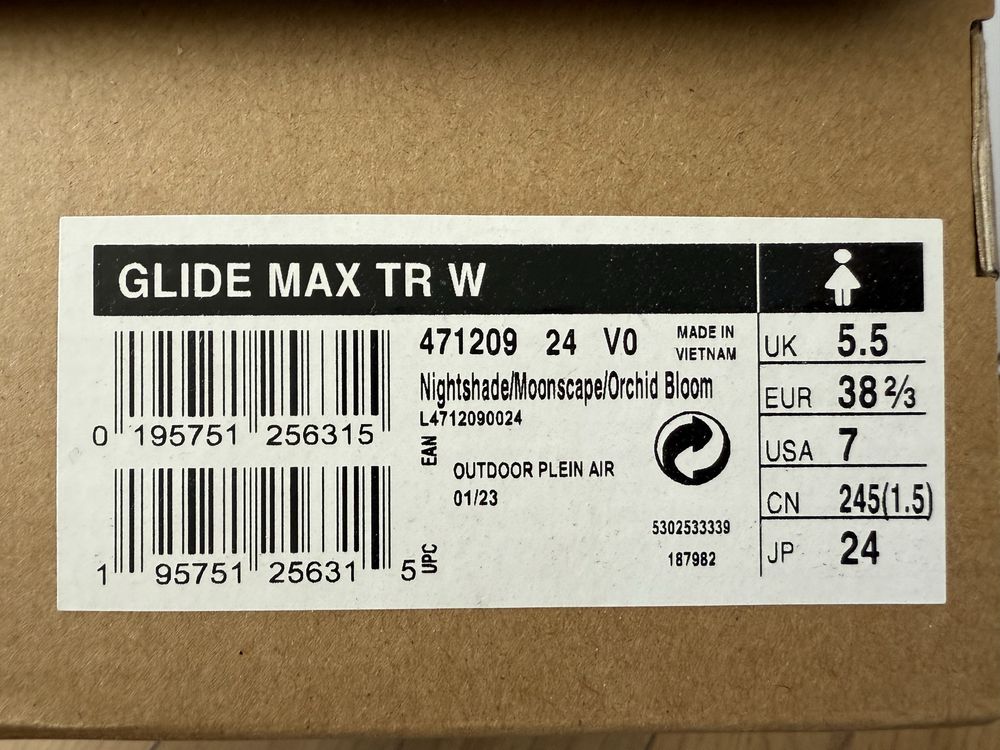 GLIDE MAX TR W
471209 24 V0
MADE IN
VIETNAM
Nightshade/Moonscape/Orchid Bloom
L4712090024
EAN
0 195751 256315
OUTDOOR PLEIN AIR
01/23
5302533339
187982
UPC
1 95751 25631 5
UK 5.5
EUR 38 ⅔
USA 7
CN 245(1.5)
JP 24